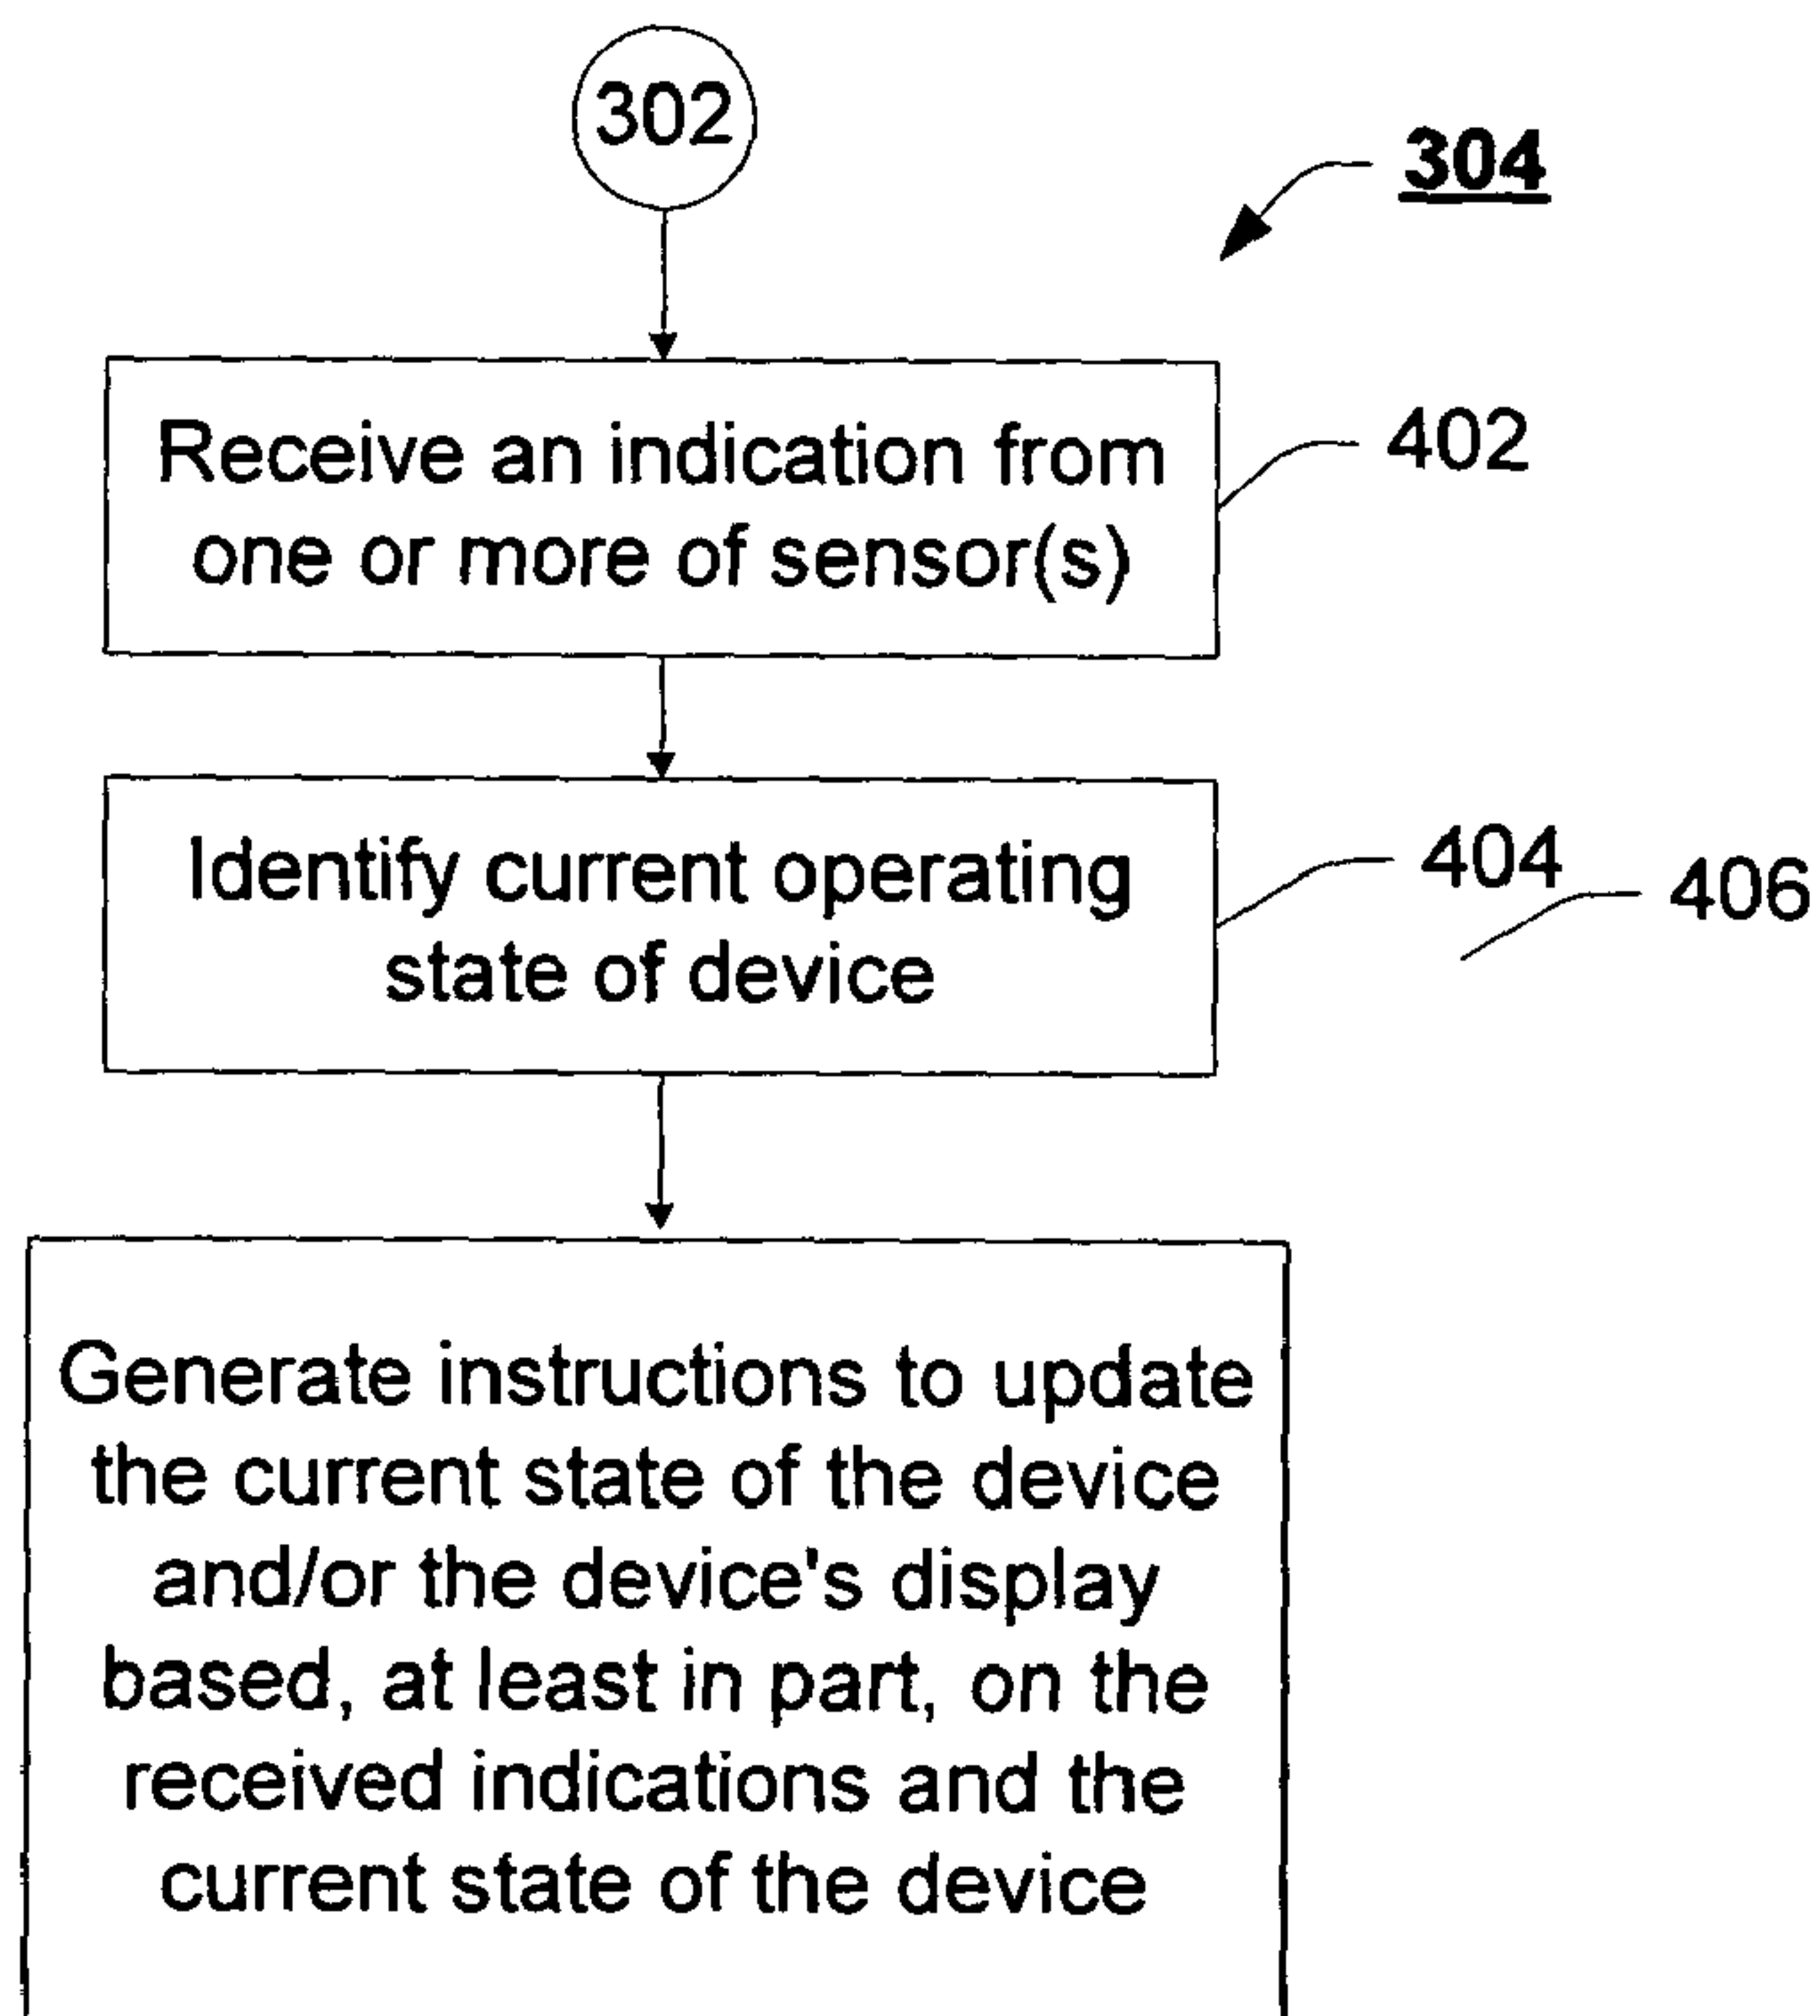 302
304
Receive an indication from
one or more of sensor(s)
402
Identify current operating
state of device
404
406
Generate instructions to update
the current state of the device
and/or the device's display
based, at least in part, on the
received indications and the
current state of the device